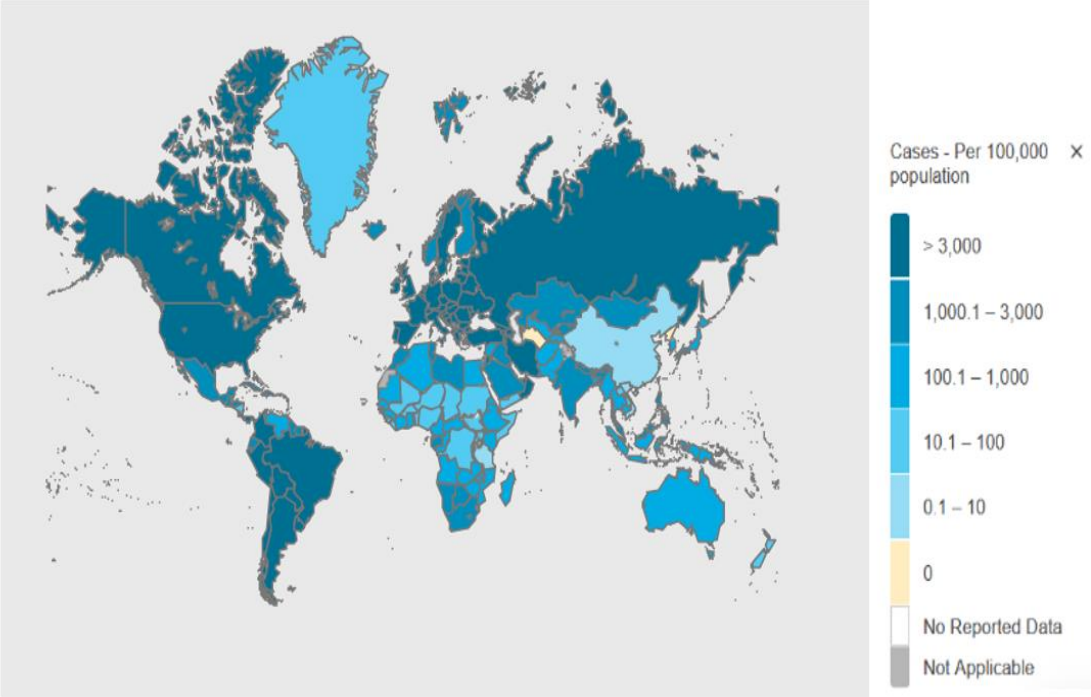 Cases - Per 100,000 ×
population
> 3,000
1,000.1 – 3,000
100.1 – 1,000
10.1 – 100
0.1 – 10
0
No Reported Data
Not Applicable